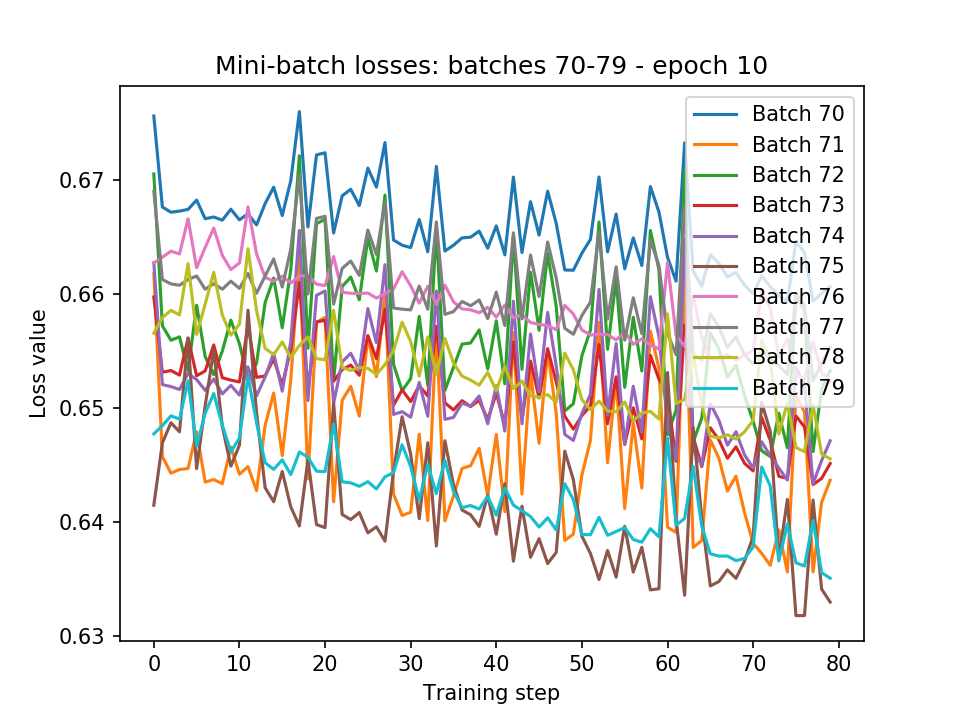 Mini-batch losses: batches 70-79 - epoch 10
Loss value
0.67
0.66
0.65
0.64
0.63
Batch 70
Batch 71
Batch 72
Batch 73
Batch 74
Batch 75
Batch 76
Batch 77
Batch 78
Batch 79
0 10 20 30 40 50 60 70 80
Training step